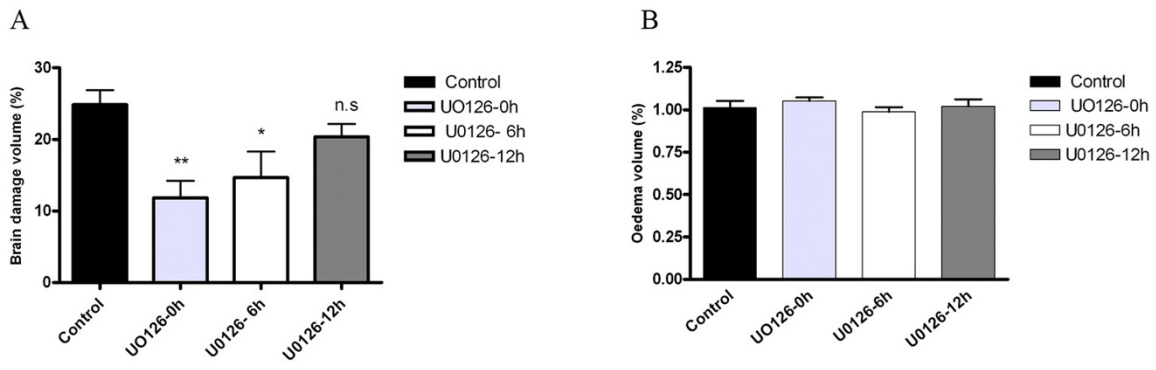 A
Brain damage volume (%)
30
20
10
0
**
*
n.s
Control
UO126-0h
U0126- 6h
U0126-12h
Control
UO126-0h
U0126- 6h
U0126-12h
B
Oedema volume (%)
1.25
1.00
0.75
0.50
0.25
0.00
Control
UO126-0h
U0126-6h
U0126-12h
Control
UO126-0h
U0126-6h
U0126-12h